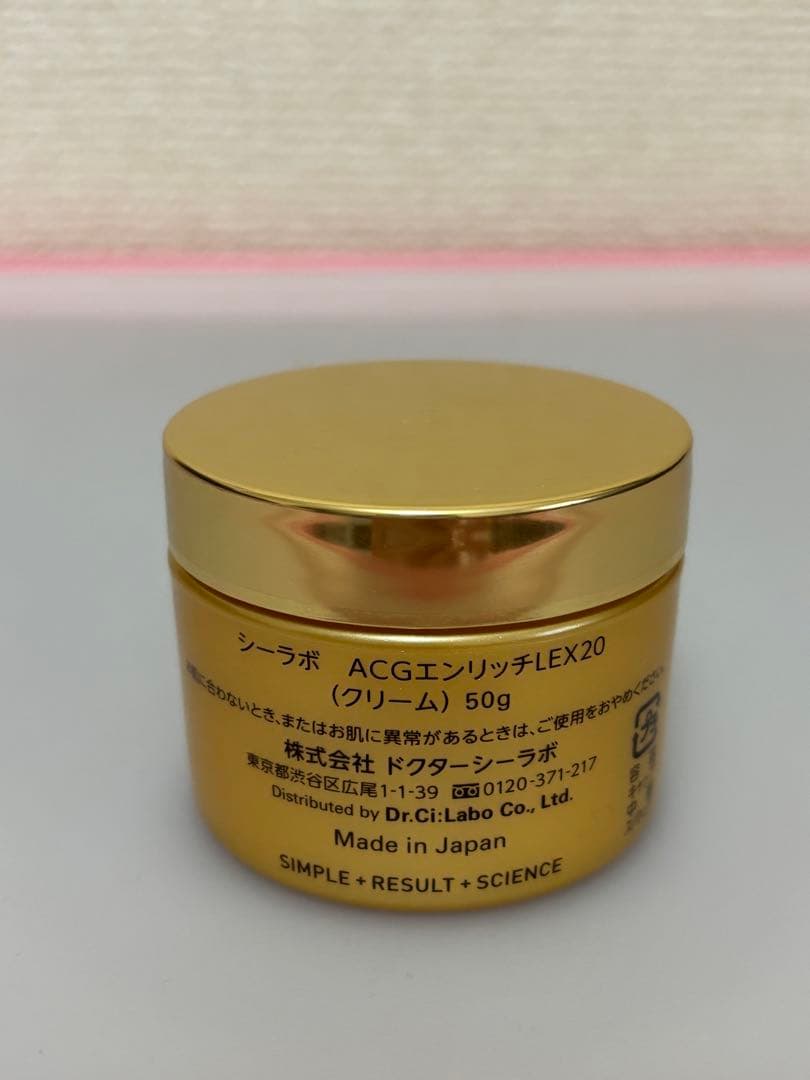 シーラボ　ACGエンリッチLEX20
(クリーム) 50g
に合わないとき、またはお肌に異常があるときは、ご使用をおやめください。
株式会社 ドクターシーラボ
東京都渋谷区広尾1-1-39 0120-371-217
Distributed by Dr.Ci:Labo Co., Ltd.
Made in Japan
SIMPLE + RESULT + SCIENCE